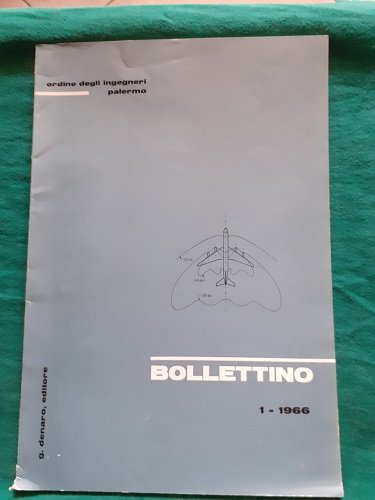 ordine degli ingegneri
palermo
BOLLETTINO
1 - 1966
g. denaro, editore